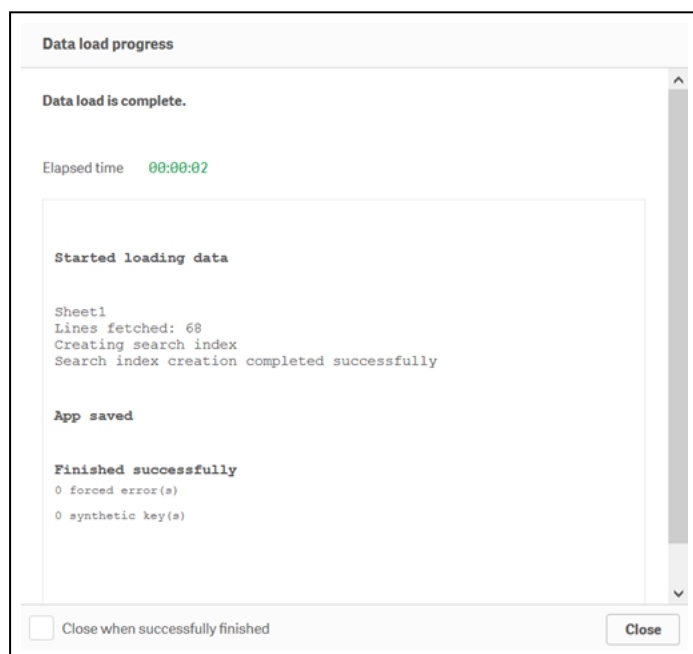 Data load progress
Data load is complete.
Elapsed time 00:00:02
Started loading data
Sheet1
Lines fetched: 68
Creating search index
Search index creation completed successfully
App saved
Finished successfully
0 forced error(s)
0 synthetic key(s)
Close when successfully finished
Close